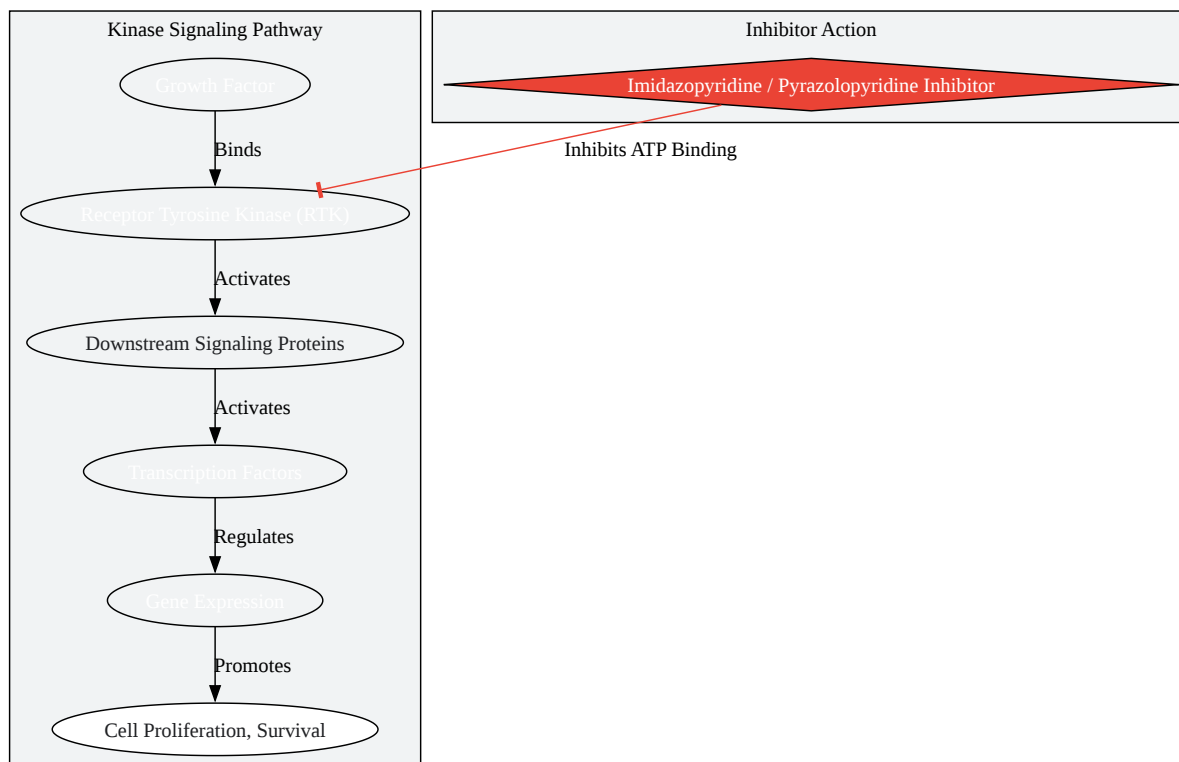 Kinase Signaling Pathway
Growth Factor
Binds
Receptor Tyrosine Kinase (RTK)
Activates
Downstream Signaling Proteins
Activates
Transcription Factors
Regulates
Gene Expression
Promotes
Cell Proliferation, Survival
Inhibitor Action
Imidazopyridine / Pyrazolopyridine Inhibitor
Inhibits ATP Binding